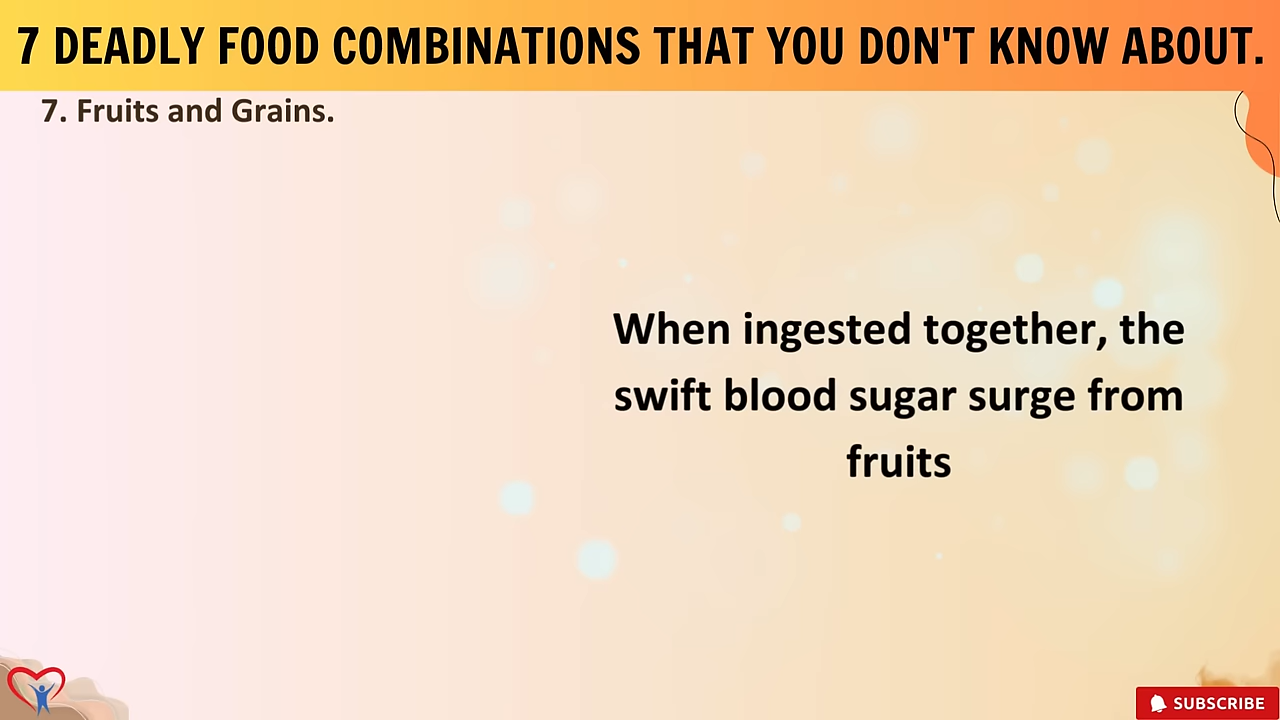 7 DEADLY FOOD COMBINATIONS THAT YOU DON'T KNOW ABOUT.
7. Fruits and Grains.
When ingested together, the
swift blood sugar surge from
fruits
SUBSCRIBE